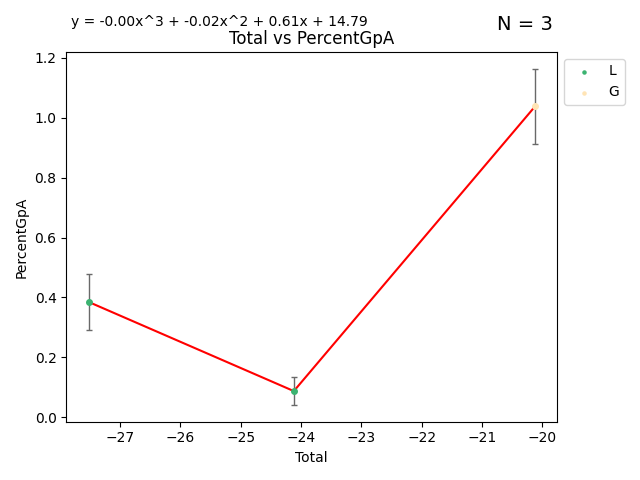 y = -0.00x^3 + -0.02x^2 + 0.61x + 14.79
N = 3
Total vs PercentGpA
1.2
1.0
0.8
0.6
0.4
0.2
0.0
PercentGpA
−27
−26
−25
−24
−23
−22
−21
−20
Total
L
G